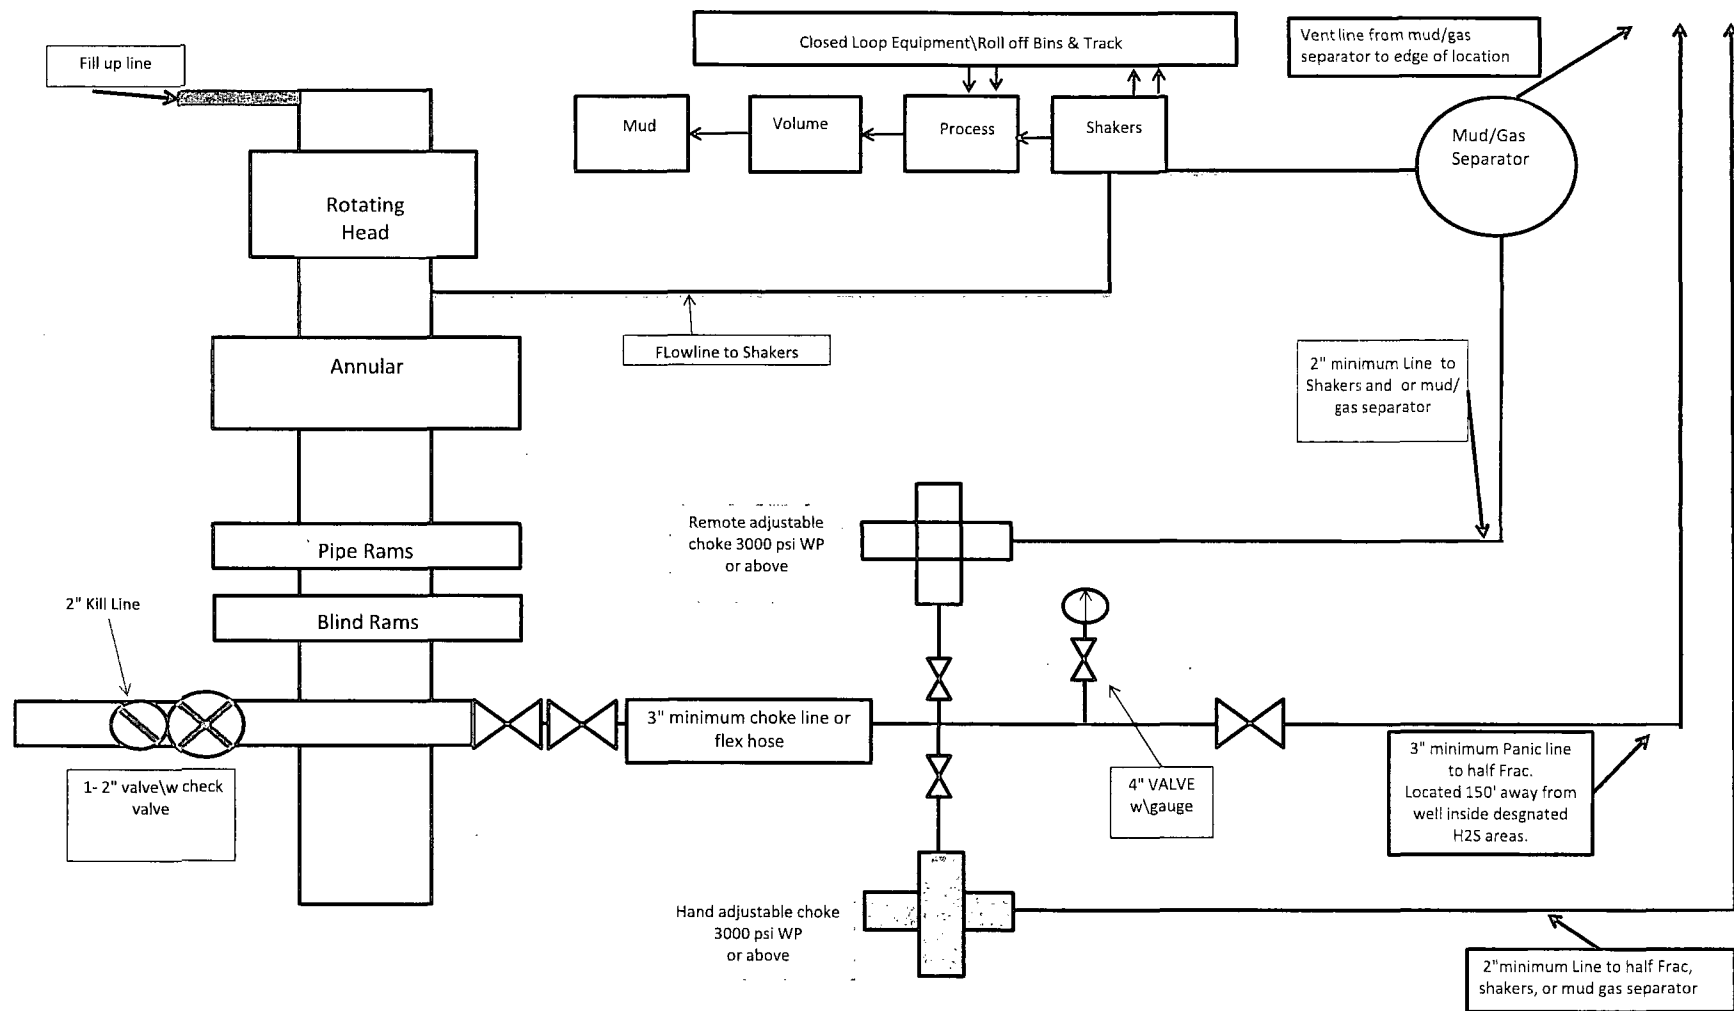 Closed Loop Equipment\Roll off Bins & Track
Vent line from mud/gas
separator to edge of location
Fill up line
Mud
Volume
Process
Shakers
Mud/Gas
Separator
Rotating
Head
FLowline to Shakers
Annular
2" minimum Line to
Shakers and or mud/
gas separator
Remote adjustable
choke 3000 psi WP
or above
Pipe Rams
2" Kill Line
Blind Rams
3" minimum choke line or
flex hose
1- 2" valve\w check
valve
4" VALVE
w\gauge
3" minimum Panic line
to half Frac.
Located 150' away from
well inside desgnated
H2S areas.
Hand adjustable choke
3000 psi WP
or above
2"minimum Line to half Frac,
shakers, or mud gas separator